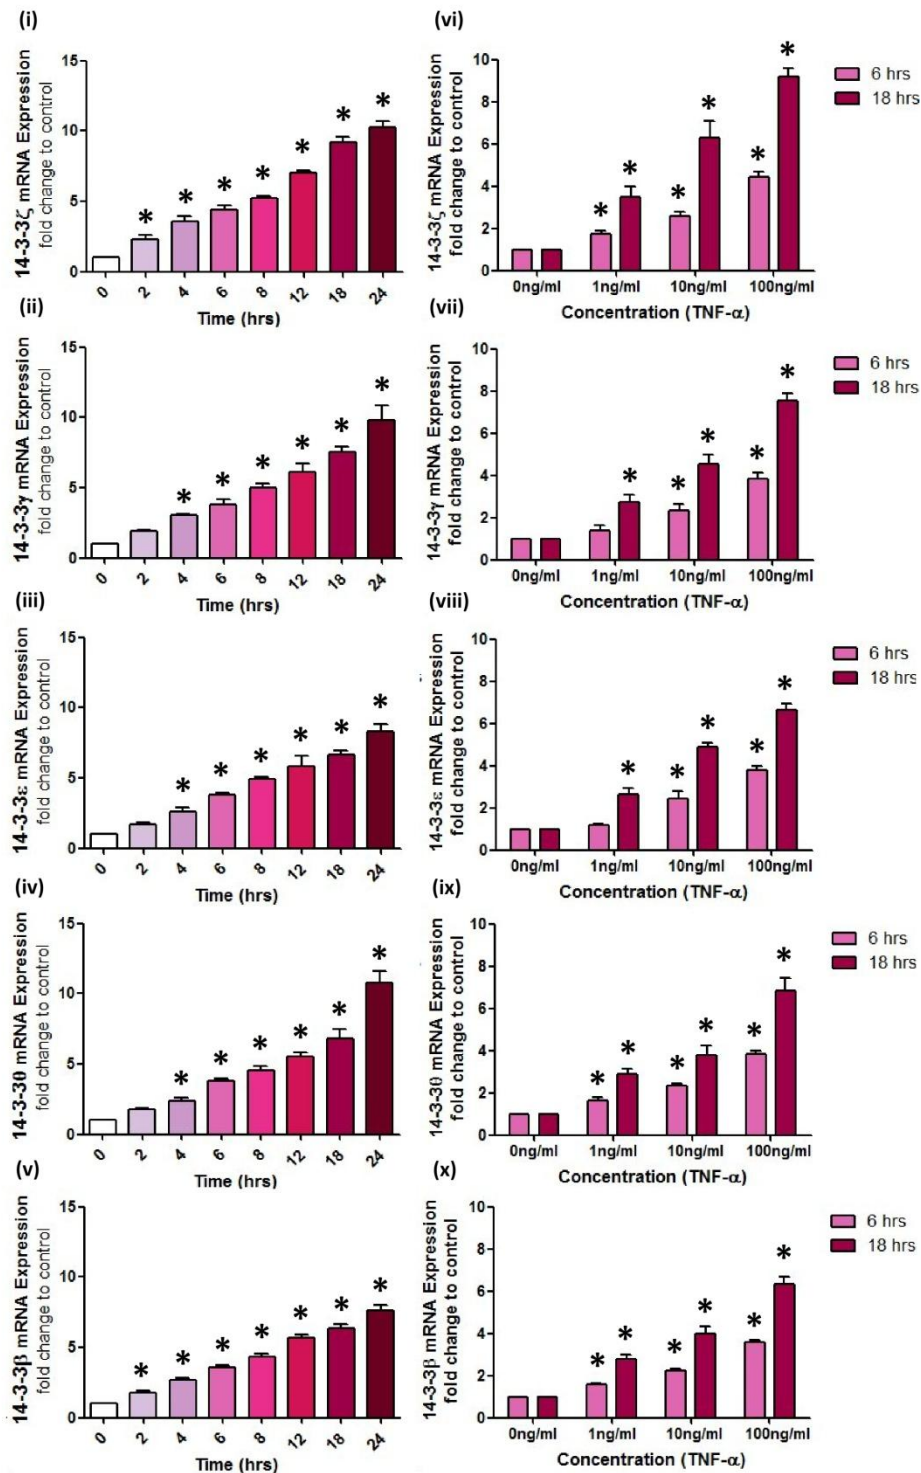 (i)
14-3-3ζ mRNA Expression
fold change to control
15
10
5
0
*
*
*
*
*
*
*
0
2
4
6
8
12
18
24
Time (hrs)
(vi)
14-3-3ζ mRNA Expression
fold change to control
10
8
6
4
2
0
*
*
*
*
*
*
0ng/ml
1ng/ml
10ng/ml
100ng/ml
Concentration (TNF-α)
6 hrs
18 hrs
(ii)
14-3-3γ mRNA Expression
fold change to control
15
10
5
0
*
*
*
*
*
*
0
2
4
6
8
12
18
24
Time (hrs)
(vii)
14-3-3γ mRNA Expression
fold change to control
10
8
6
4
2
0
*
*
*
*
*
0ng/ml
1ng/ml
10ng/ml
100ng/ml
Concentration (TNF-α)
6 hrs
18 hrs
(iii)
14-3-3ε mRNA Expression
fold change to control
15
10
5
0
*
*
*
*
*
*
0
2
4
6
8
12
18
24
Time (hrs)
(viii)
14-3-3ε mRNA Expression
fold change to control
10
8
6
4
2
0
*
*
*
*
*
0ng/ml
1ng/ml
10ng/ml
100ng/ml
Concentration (TNF-α)
6 hrs
18 hrs
(iv)
14-3-3θ mRNA Expression
fold change to control
15
10
5
0
*
*
*
*
*
*
0
2
4
6
8
12
18
24
Time (hrs)
(ix)
14-3-3θ mRNA Expression
fold change to control
10
8
6
4
2
0
*
*
*
*
*
*
0ng/ml
1ng/ml
10ng/ml
100ng/ml
Concentration (TNF-α)
6 hrs
18 hrs
(v)
14-3-3β mRNA Expression
fold change to control
15
10
5
0
*
*
*
*
*
*
*
0
2
4
6
8
12
18
24
Time (hrs)
(x)
14-3-3β mRNA Expression
fold change to control
10
8
6
4
2
0
*
*
*
*
*
*
0ng/ml
1ng/ml
10ng/ml
100ng/ml
Concentration (TNF-α)
6 hrs
18 hrs